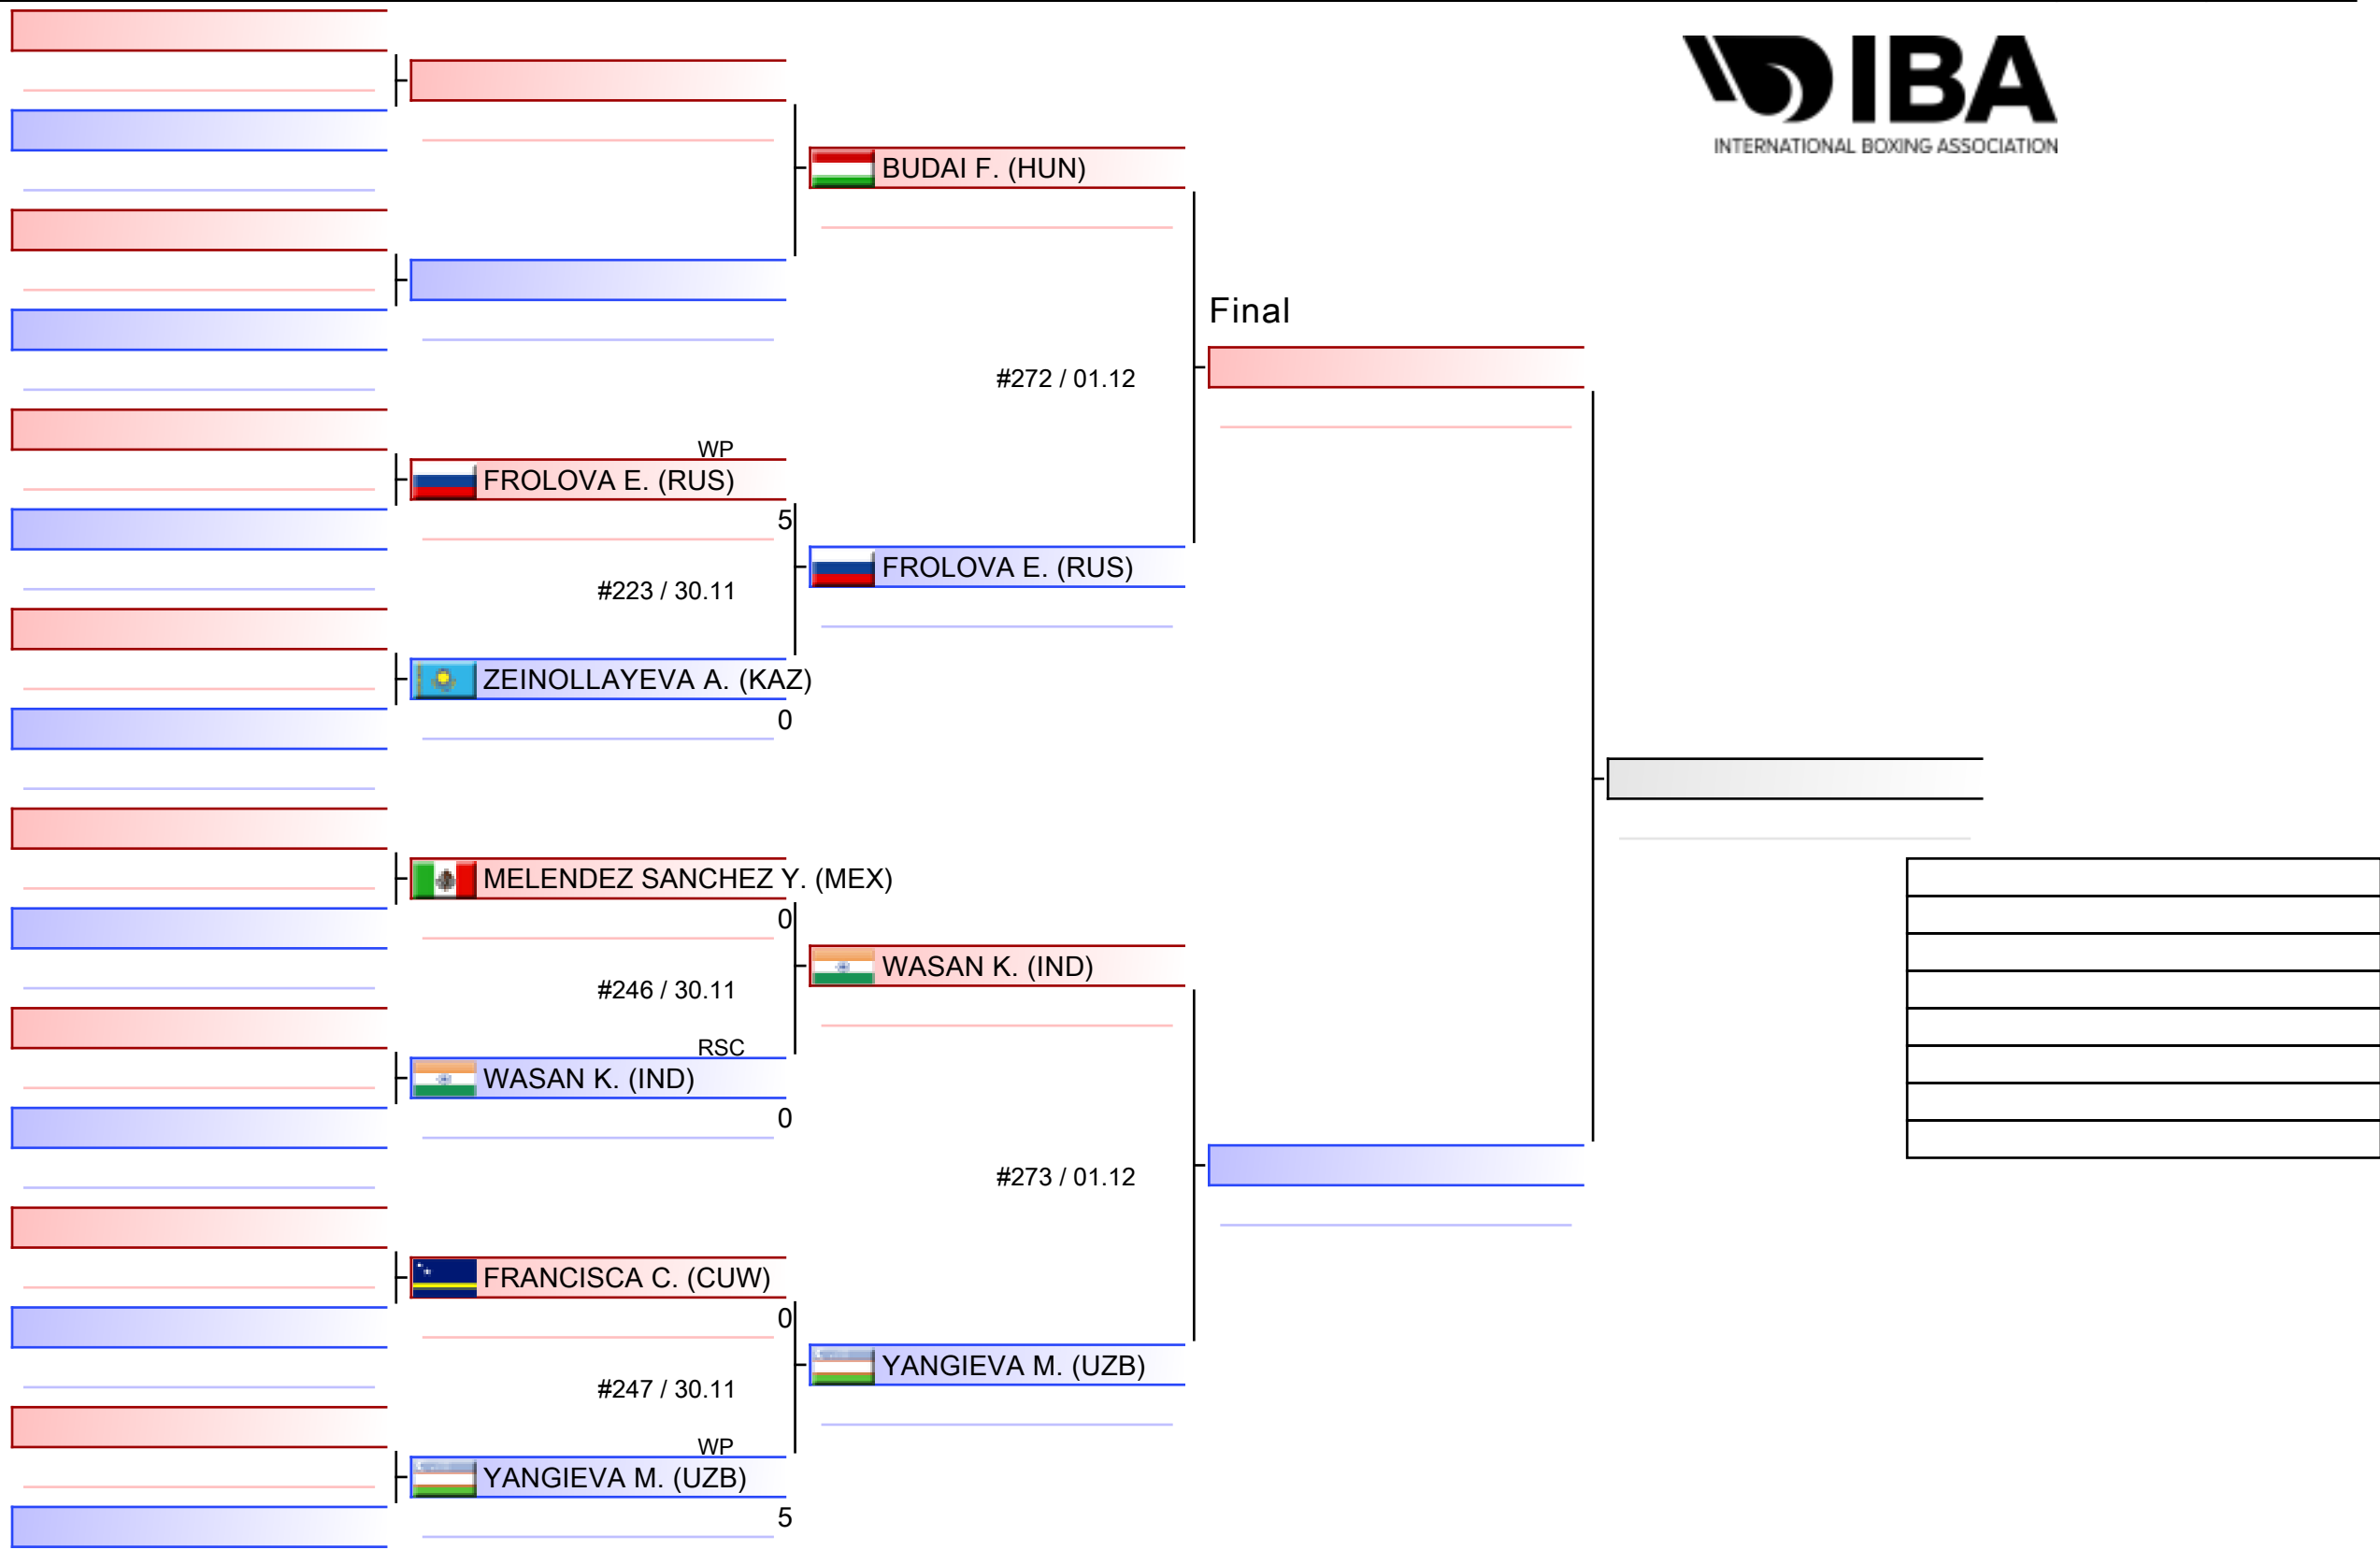 IBA
INTERNATIONAL BOXING ASSOCIATION
BUDAI F. (HUN)
Final
#272 / 01.12
WP
FROLOVA E. (RUS)
5
FROLOVA E. (RUS)
#223 / 30.11
ZEINOLLAYEVA A. (KAZ)
0
MELENDEZ SANCHEZ Y. (MEX)
0
WASAN K. (IND)
#246 / 30.11
RSC
WASAN K. (IND)
0
#273 / 01.12
FRANCISCA C. (CUW)
0
YANGIEVA M. (UZB)
#247 / 30.11
WP
YANGIEVA M. (UZB)
5